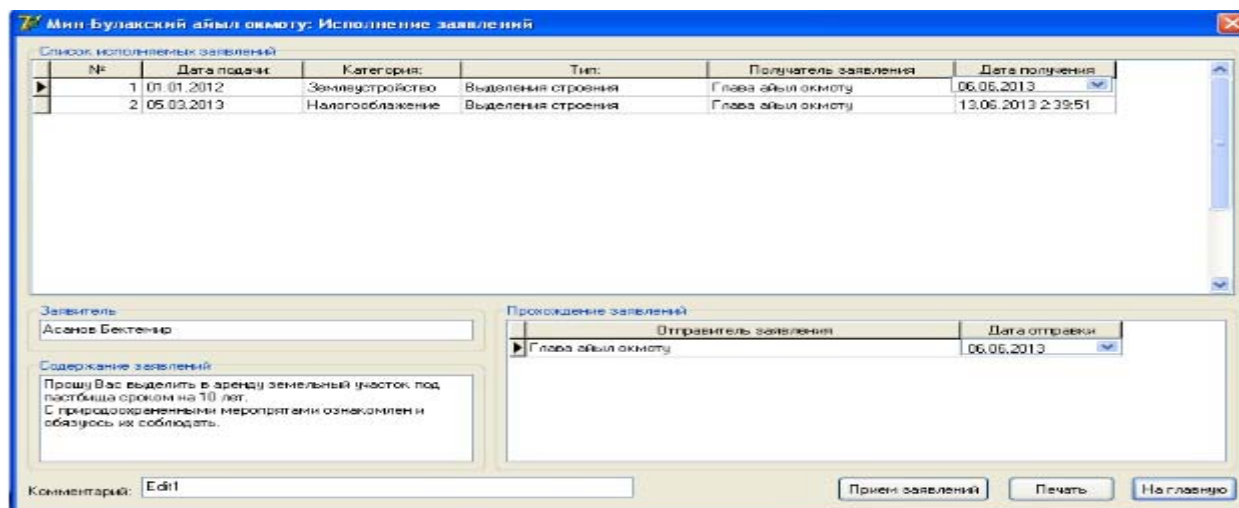 Мин-Булакский айыл окмоту: Исполнение заявлений
Список исполняемых заявлений
№ Дата подачи: Категория: Тип: Получатель заявления Дата получения
1 01.01.2012 Землеустройство Выделения строения Глава айыл окмоту 06.06.2013
2 05.03.2013 Налогооблажение Выделения строения Глава айыл окмоту 13.06.2013 2:39:51
Заявитель
Асанов Бектемир
Прохождение заявлений
Отправитель заявления Дата отправки
Глава айыл окмоту 06.06.2013
Содержание заявлений
Прошу Вас выделить в аренду земельный участок под
пастбища сроком на 10 лет.
С природоохраненными меропрятами ознакомлен и
обязуюсь их соблюдать.
Комментарий: Edit1
Прием заявлений Печать На главную